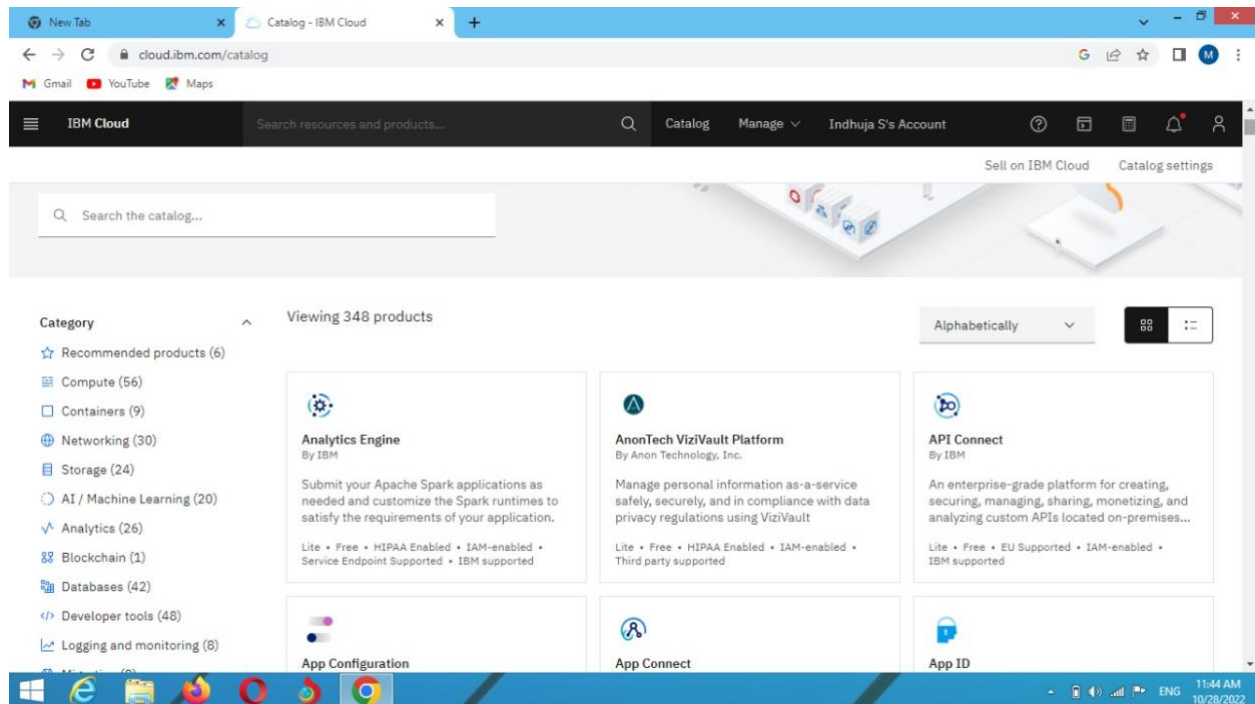 New Tab
Catalog - IBM Cloud
cloud.ibm.com/catalog
G
M
Gmail
YouTube
Maps
IBM Cloud
Search resources and products...
Catalog
Manage
Indhuja S's Account
Sell on IBM Cloud
Catalog settings
Search the catalog...
Category
Recommended products (6)
Compute (56)
Containers (9)
Networking (30)
Storage (24)
AI / Machine Learning (20)
Analytics (26)
Blockchain (1)
Databases (42)
Developer tools (48)
Logging and monitoring (8)
Viewing 348 products
Alphabetically
Analytics Engine
By IBM
Submit your Apache Spark applications as
needed and customize the Spark runtimes to
satisfy the requirements of your application.
Lite • Free • HIPAA Enabled • IAM-enabled •
Service Endpoint Supported • IBM supported
AnonTech ViziVault Platform
By Anon Technology, Inc.
Manage personal information as-a-service
safely, securely, and in compliance with data
privacy regulations using ViziVault
Lite • Free • HIPAA Enabled • IAM-enabled •
Third party supported
API Connect
By IBM
An enterprise-grade platform for creating,
securing, managing, sharing, monetizing, and
analyzing custom APIs located on-premises...
Lite • Free • EU Supported • IAM-enabled •
IBM supported
App Configuration
App Connect
App ID
ENG
11:44 AM
10/28/2022